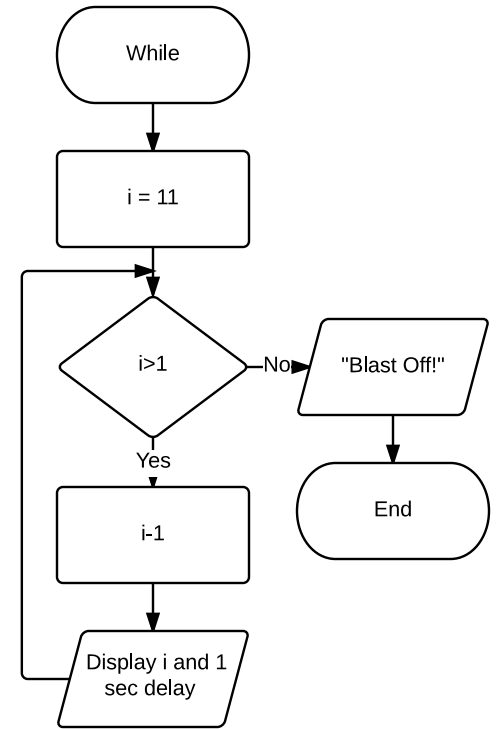 While
i = 11
i>1
No
"Blast Off!"
Yes
End
i-1
Display i and 1
sec delay